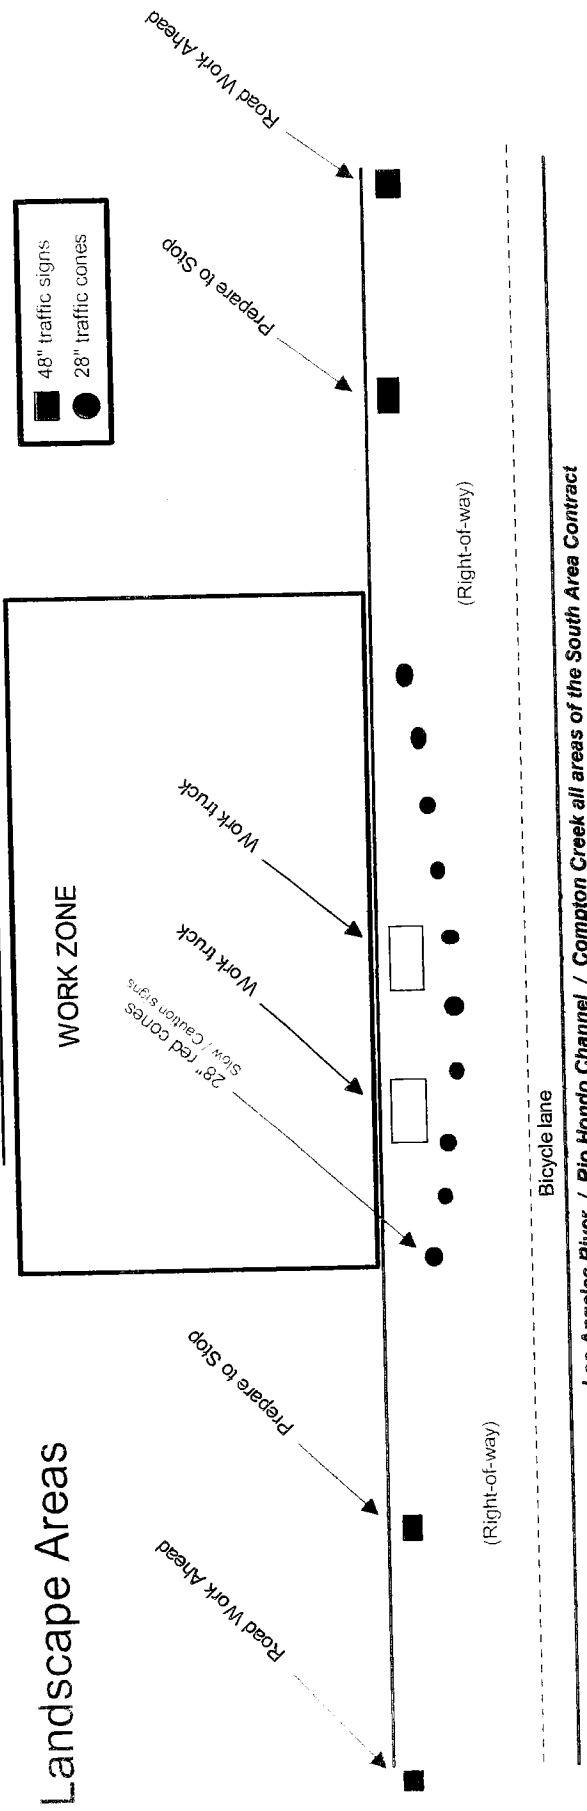 Landscape Areas
48" traffic signs
28" traffic cones
WORK ZONE
Road Work Ahead
Prepare to Stop
28" red cones
Slow / Caution signs
Work truck
Work truck
Prepare to Stop
Road Work Ahead
(Right-of-way)
(Right-of-way)
Bicycle lane
Los Angeles River / Rio Hondo Channel / Compton Creek all areas of the South Area Contract